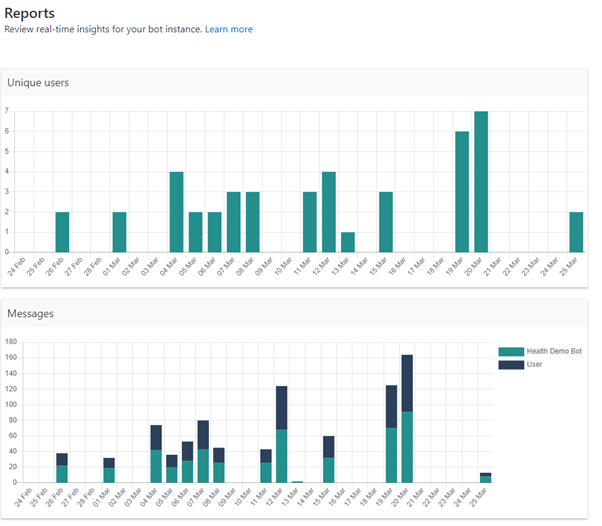 Reports
Review real-time insights for your bot instance. Learn more
Unique users
7
6
5
4
3
2
1
0
24 Feb 25 Feb 26 Feb 27 Feb 28 Feb 01 Mar 02 Mar 03 Mar 04 Mar 05 Mar 06 Mar 07 Mar 08 Mar 09 Mar 10 Mar 11 Mar 12 Mar 13 Mar 14 Mar 15 Mar 16 Mar 17 Mar 18 Mar 19 Mar 20 Mar 21 Mar 22 Mar 23 Mar 24 Mar 25 Mar
Messages
180
160
140
120
100
80
60
40
20
0
24 Feb 25 Feb 26 Feb 27 Feb 28 Feb 01 Mar 02 Mar 03 Mar 04 Mar 05 Mar 06 Mar 07 Mar 08 Mar 09 Mar 10 Mar 11 Mar 12 Mar 13 Mar 14 Mar 15 Mar 16 Mar 17 Mar 18 Mar 19 Mar 20 Mar 21 Mar 22 Mar 23 Mar 24 Mar 25 Mar
Health Demo Bot
User